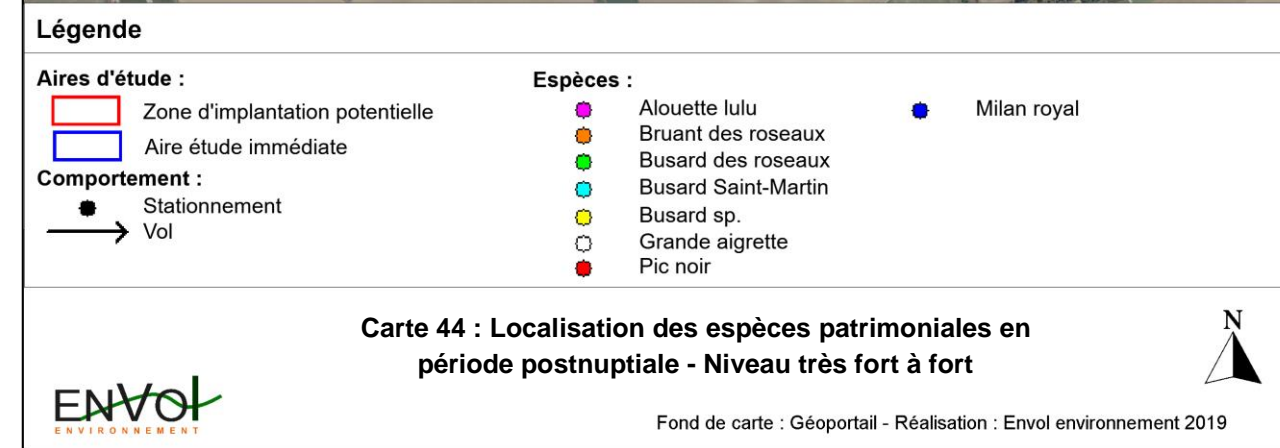 Légende
Aires d'étude :
Zone d'implantation potentielle
Aire étude immédiate
Comportement :
Stationnement
Vol
Espèces :
Alouette lulu
Bruant des roseaux
Busard des roseaux
Busard Saint-Martin
Busard sp.
Grande aigrette
Pic noir
Milan royal
Carte 44 : Localisation des espèces patrimoniales en
période postnuptiale - Niveau très fort à fort
N
ENVOL
ENVIRONNEMENT
Fond de carte : Géoportail - Réalisation : Envol environnement 2019